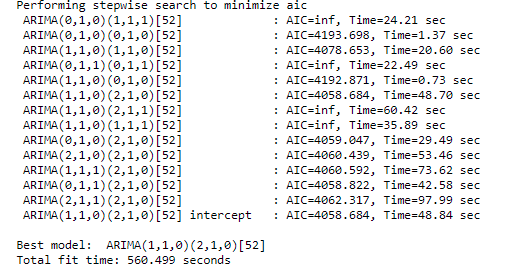 Performing stepwise search to minimize aic
ARIMA(0,1,0)(1,1,1)[52]             : AIC=inf, Time=24.21 sec
ARIMA(0,1,0)(0,1,0)[52]             : AIC=4193.698, Time=1.37 sec
ARIMA(1,1,0)(1,1,0)[52]             : AIC=4078.653, Time=20.60 sec
ARIMA(0,1,1)(0,1,1)[52]             : AIC=inf, Time=22.49 sec
ARIMA(1,1,0)(0,1,0)[52]             : AIC=4192.871, Time=0.73 sec
ARIMA(1,1,0)(2,1,0)[52]             : AIC=4058.684, Time=48.70 sec
ARIMA(1,1,0)(2,1,1)[52]             : AIC=inf, Time=60.42 sec
ARIMA(1,1,0)(1,1,1)[52]             : AIC=inf, Time=35.89 sec
ARIMA(0,1,0)(2,1,0)[52]             : AIC=4059.047, Time=29.49 sec
ARIMA(2,1,0)(2,1,0)[52]             : AIC=4060.439, Time=53.46 sec
ARIMA(1,1,1)(2,1,0)[52]             : AIC=4060.592, Time=73.62 sec
ARIMA(0,1,1)(2,1,0)[52]             : AIC=4058.822, Time=42.58 sec
ARIMA(2,1,1)(2,1,0)[52]             : AIC=4062.317, Time=97.99 sec
ARIMA(1,1,0)(2,1,0)[52] intercept   : AIC=4058.684, Time=48.84 sec
Best model:  ARIMA(1,1,0)(2,1,0)[52]
Total fit time: 560.499 seconds